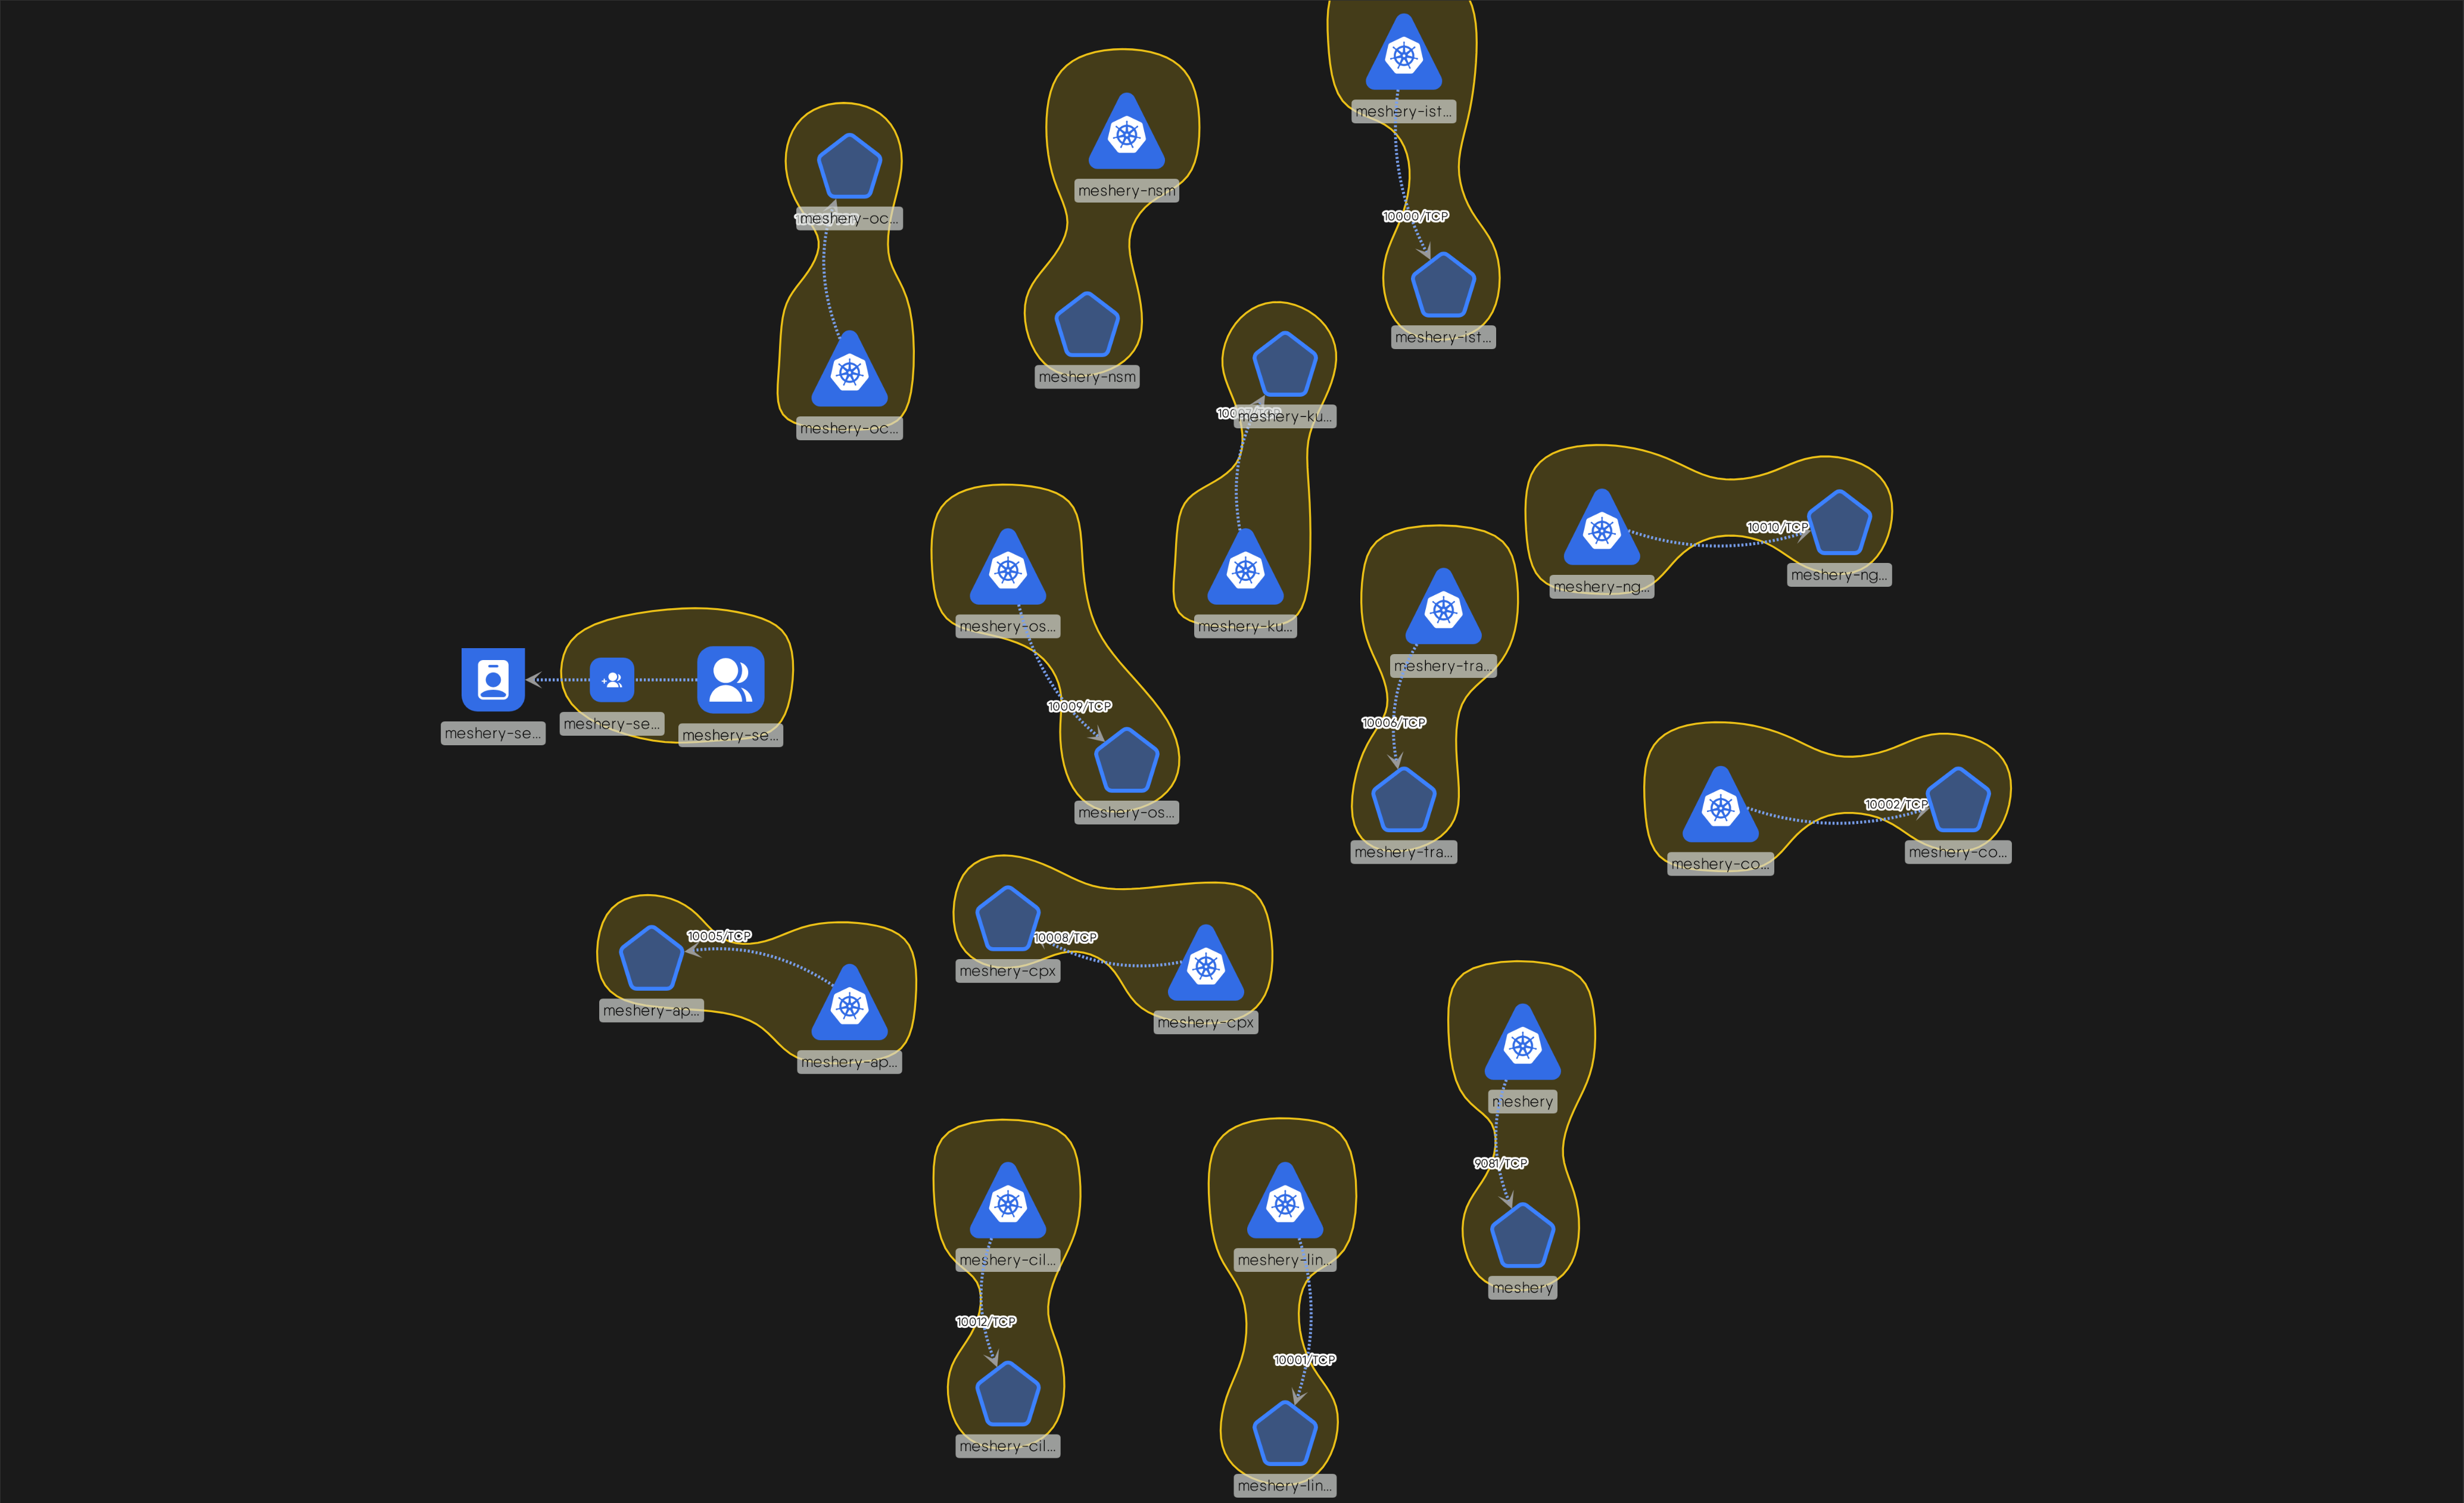 meshery-ist...
10000/TCP
meshery-ist...
meshery-nsm
meshery-nsm
meshery-oc...
meshery-oc...
meshery-ku...
meshery-ku...
meshery-ng...
10010/TCP
meshery-ng...
meshery-os...
10009/TCP
meshery-os...
meshery-tra...
10006/TCP
meshery-tra...
meshery-se...
meshery-se...
meshery-se...
10002/TCP
meshery-co...
meshery-co...
10005/TCP
meshery-ap...
meshery-ap...
10008/TCP
meshery-cpx
meshery-cpx
meshery
9081/TCP
meshery
meshery-cil...
10012/TCP
meshery-cil...
meshery-lin...
10001/TCP
meshery-lin...